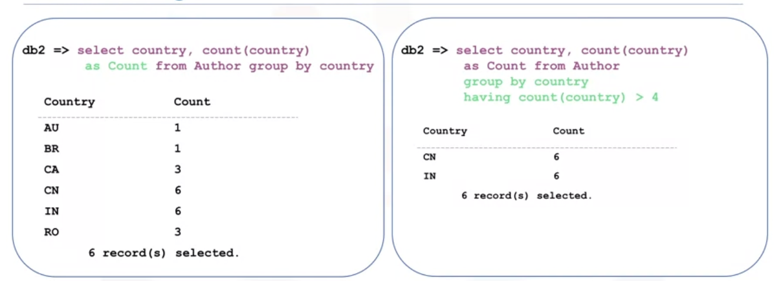 db2 => select country, count(country)
as Count from Author group by country
Country Count
AU 1
BR 1
CA 3
CN 6
IN 6
RO 3
6 record(s) selected.
db2 => select country, count(country)
as Count from Author
group by country
having count(country) > 4
Country Count
CN 6
IN 6
6 record(s) selected.